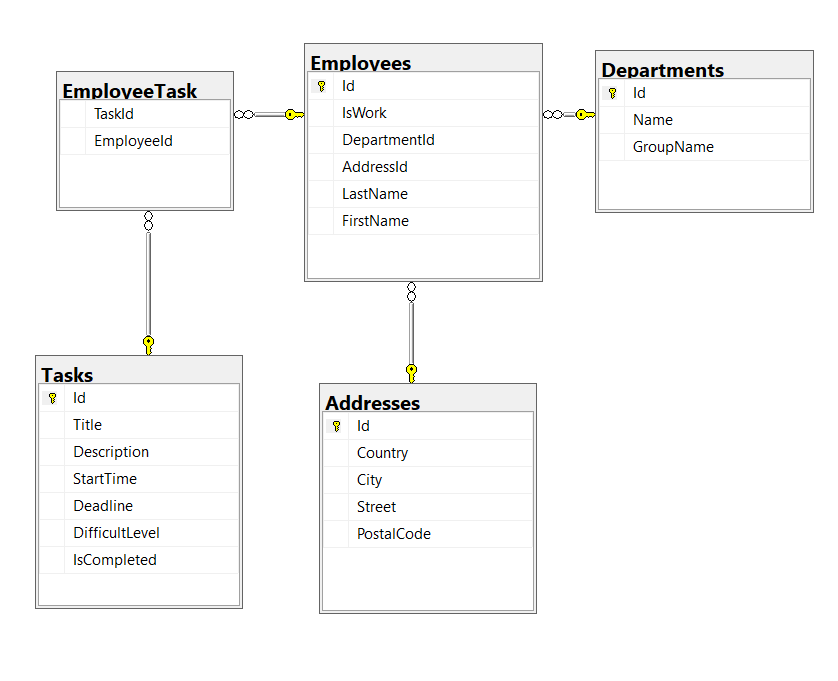 EmployeeTask
TaskId
EmployeeId
Employees
Id
IsWork
DepartmentId
AddressId
LastName
FirstName
Departments
Id
Name
GroupName
Tasks
Id
Title
Description
StartTime
Deadline
DifficultLevel
IsCompleted
Addresses
Id
Country
City
Street
PostalCode